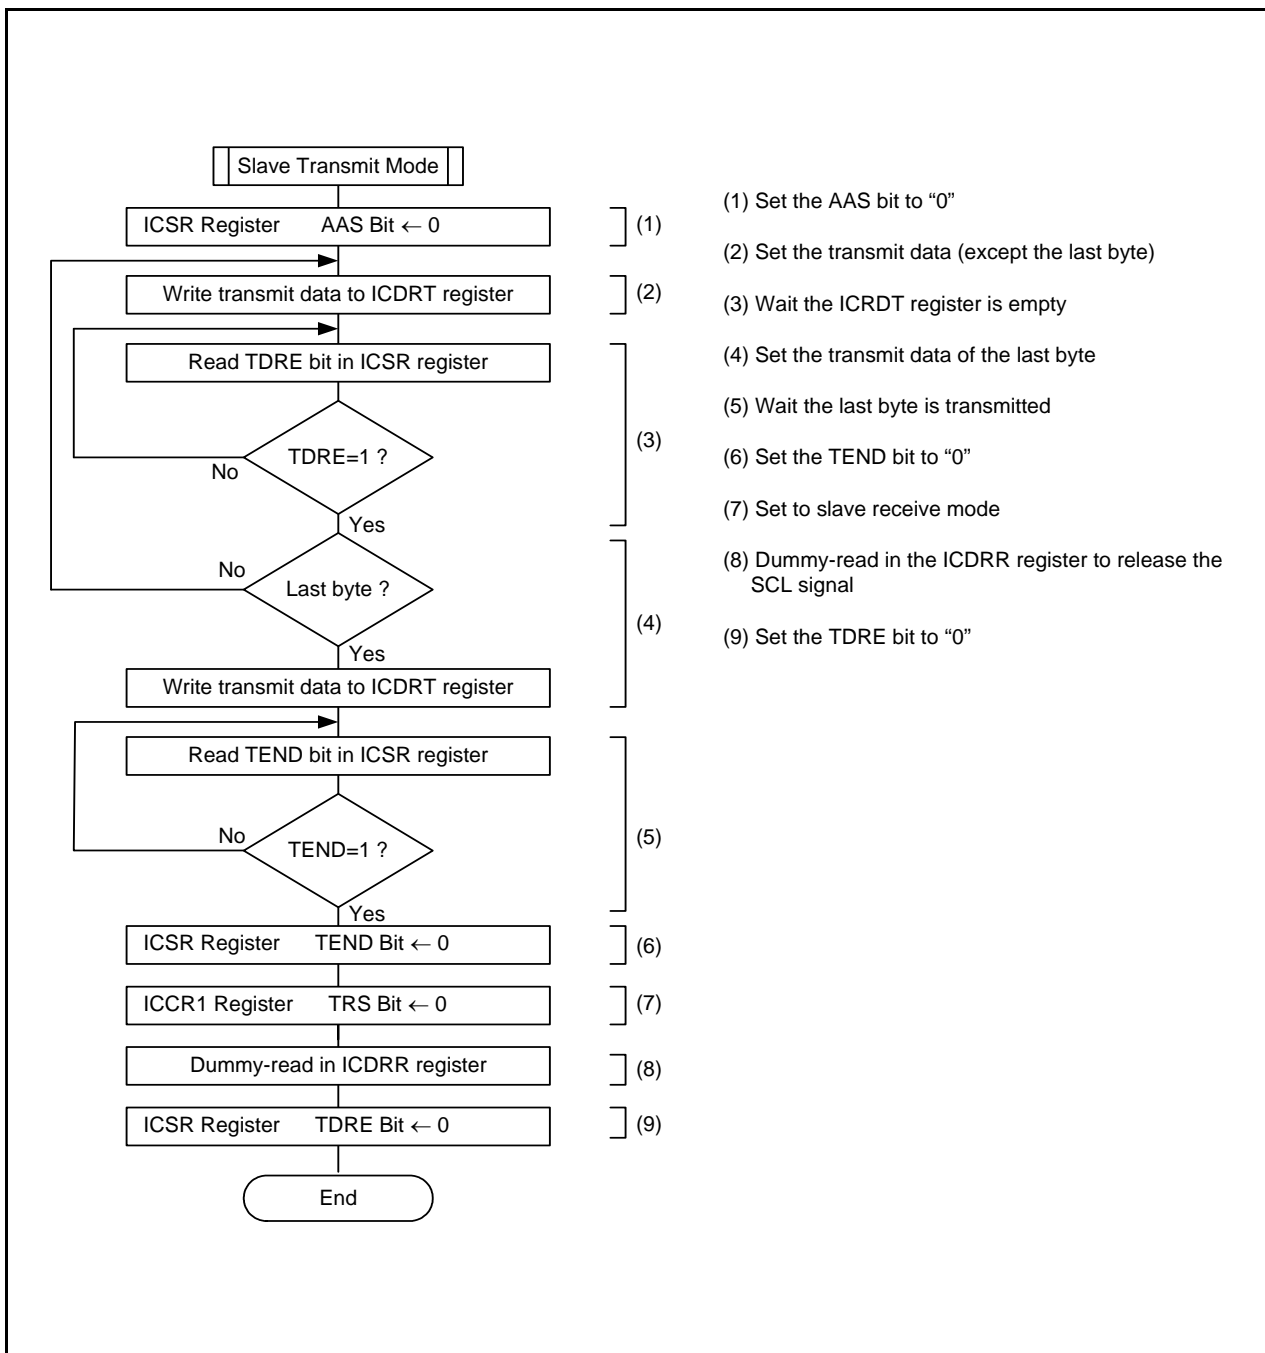 Slave Transmit Mode
ICSR Register AAS Bit ← 0
(1)
Write transmit data to ICDRT register
(2)
Read TDRE bit in ICSR register
TDRE=1 ?
No
(3)
Yes
No
Last byte ?
(4)
Yes
Write transmit data to ICDRT register
Read TEND bit in ICSR register
No
TEND=1 ?
(5)
Yes
ICSR Register TEND Bit ← 0
(6)
ICCR1 Register TRS Bit ← 0
(7)
Dummy-read in ICDRR register
(8)
ICSR Register TDRE Bit ← 0
(9)
End
(1) Set the AAS bit to “0”
(2) Set the transmit data (except the last byte)
(3) Wait the ICRDT register is empty
(4) Set the transmit data of the last byte
(5) Wait the last byte is transmitted
(6) Set the TEND bit to “0”
(7) Set to slave receive mode
(8) Dummy-read in the ICDRR register to release the
SCL signal
(9) Set the TDRE bit to “0”